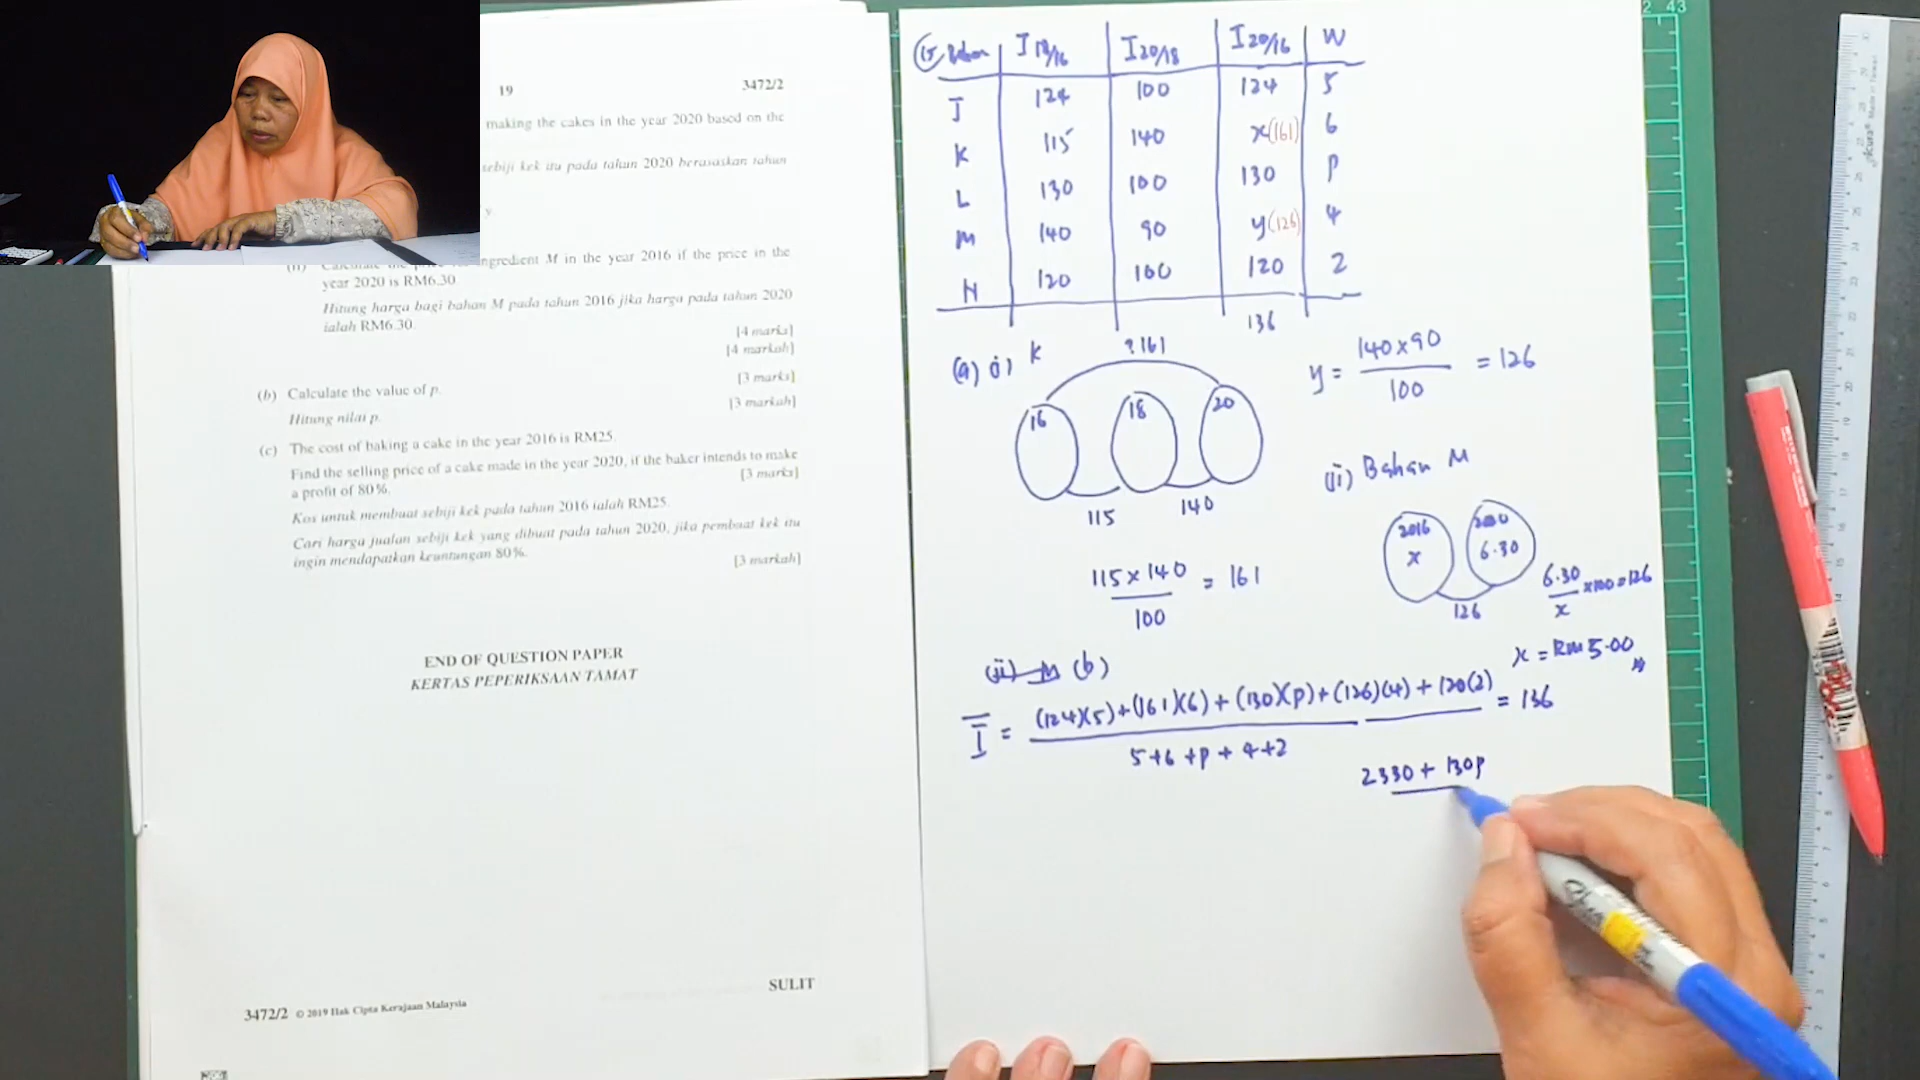 19 3472/2
making the cakes in the year 2020 based on the
sebiji kek itu pada tahun 2020 berasaskan tahun
y
ingredient M in the year 2016 if the price in the
year 2020 is RM6.30
Hitung harga bagi bahan M pada tahun 2016 jika harga pada tahun 2020
ialah RM6.30.
[4 marks]
[4 markah]
(b) Calculate the value of p.
[3 marks]
Hitung nilai p.
[3 markah]
(c) The cost of baking a cake in the year 2016 is RM25.
Find the selling price of a cake made in the year 2020, if the baker intends to make
a profit of 80%.
[3 marks]
Kos untuk membuat sebiji kek pada tahun 2016 ialah RM25.
Cari harga jualan sebiji kek yang dibuat pada tahun 2020, jika pembuat kek itu
ingin mendapatkan keuntungan 80%.
[3 markah]
END OF QUESTION PAPER
KERTAS PEPERIKSAAN TAMAT
SULIT
3472/2 © 2019 Hak Cipta Kerajaan Malaysia
15 Bahan I 18/16 I 20/18 I 20/16 W
J 124 100 124 5
K 115 140 x(161) 6
L 130 100 130 P
M 140 90 y(126) 4
N 120 100 120 2
136
(a) (i) K
? 161
16 18 20
115 140
115 x 140 / 100 = 161
y = 140 x 90 / 100 = 126
(ii) Bahan M
2016 x
2020 6.30
126
6.30 / x x100 = 126
x = RM 5.00
(ii) M (b)
I = (124)(5)+(161)(6)+(130)(P)+(126)(4)+120(2) / 5+6+P+4+2 = 136
2330 + 130p